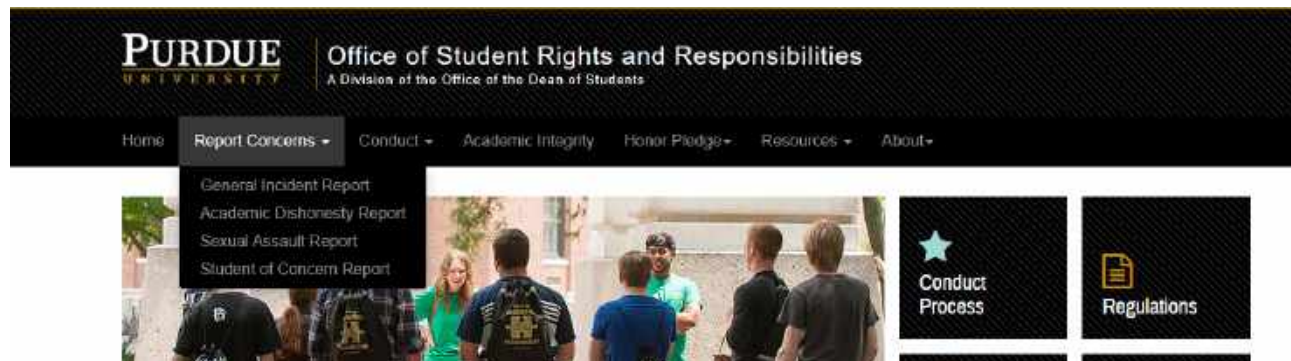 PURDUE
UNIVERSITY
Office of Student Rights and Responsibilities
A Division of the Office of the Dean of Students
Home Report Concerns Conduct Academic Integrity Honor Pledge Resources About
General Incident Report
Academic Dishonesty Report
Sexual Assault Report
Student of Concern Report
Conduct
Process
Regulations